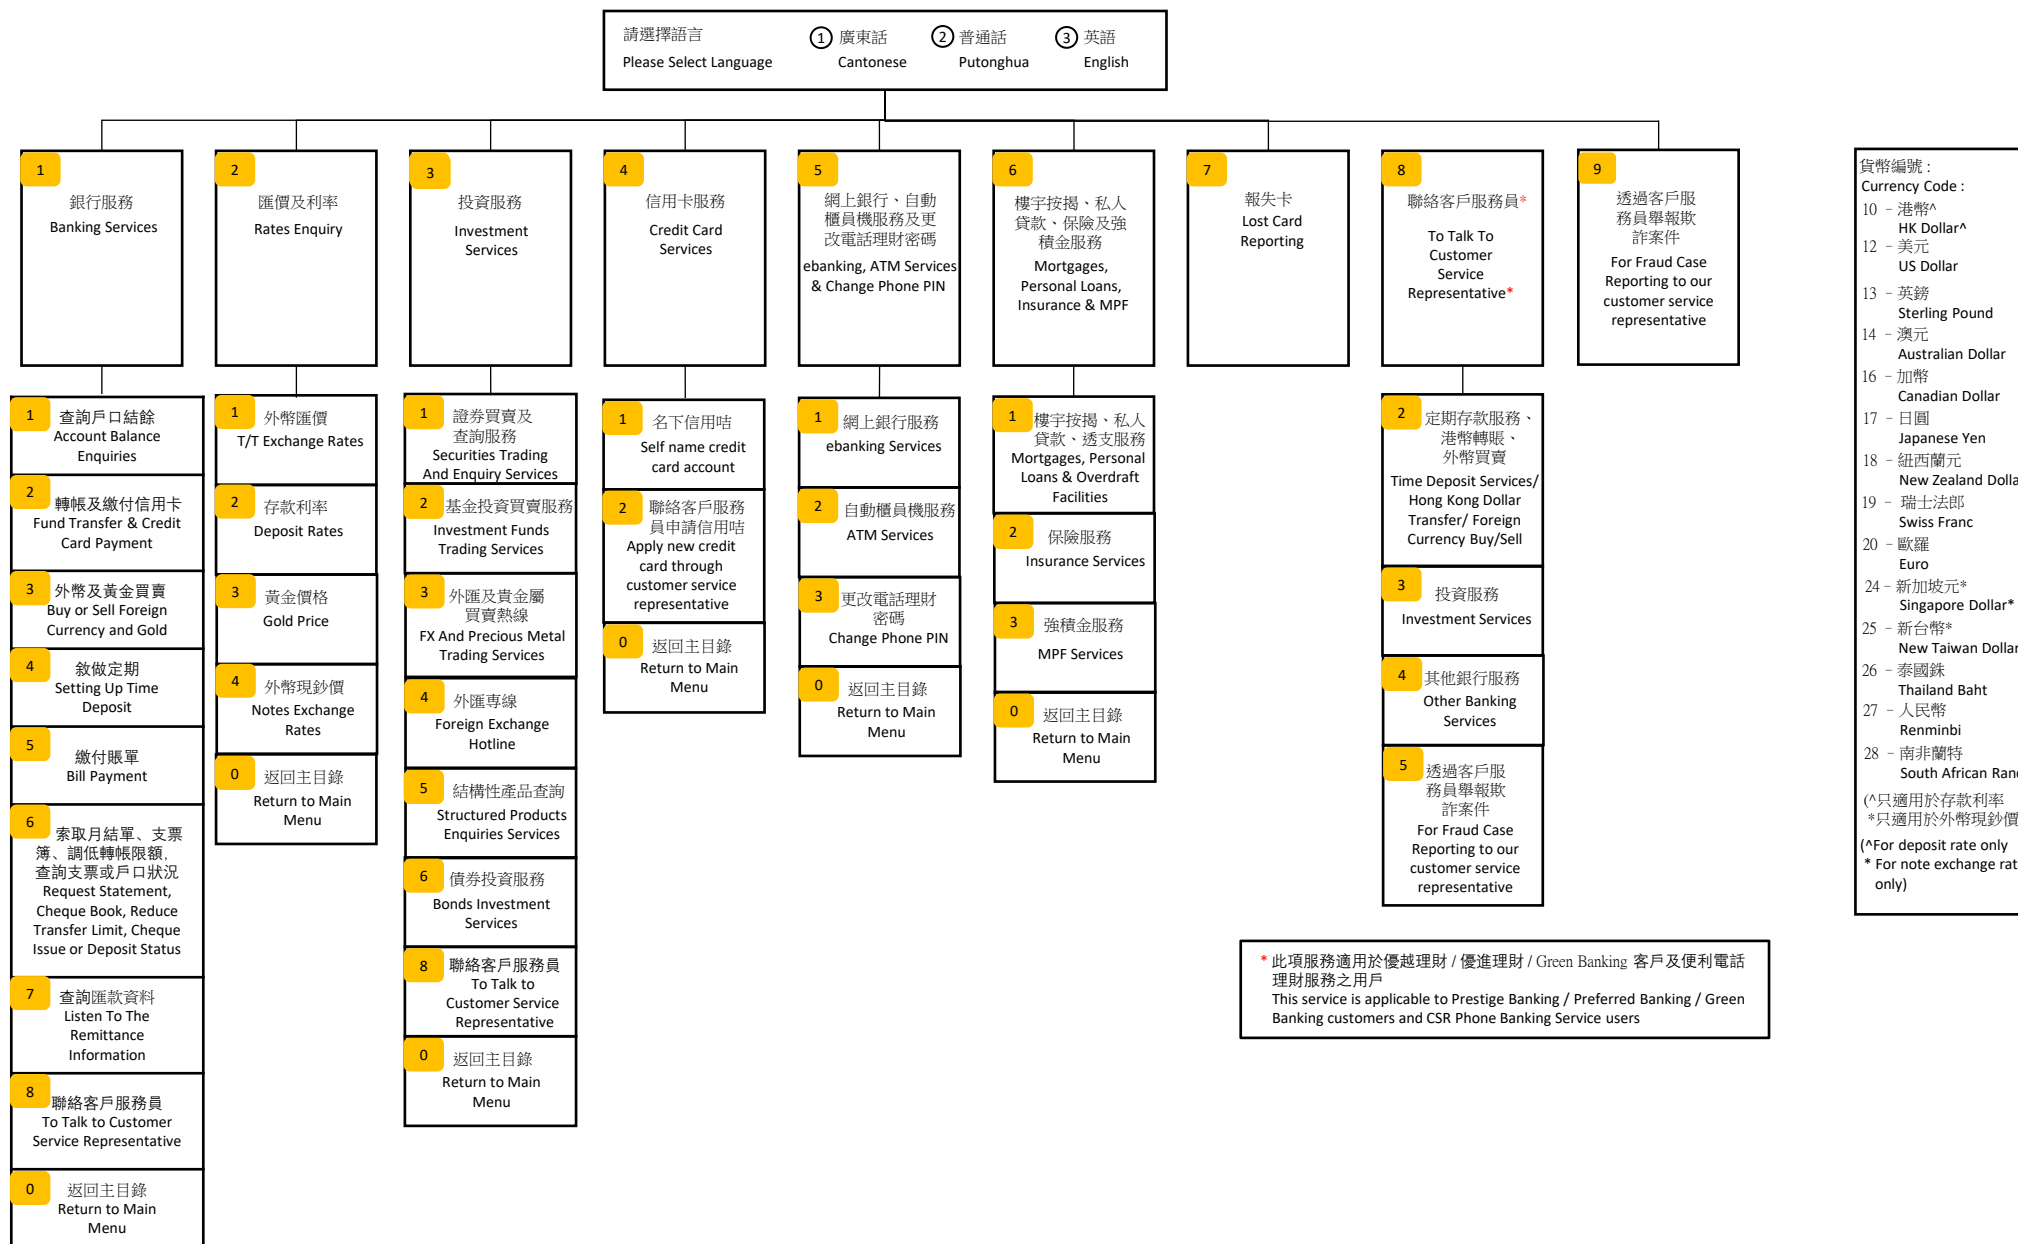 請選擇語言
Please Select Language
1 廣東話
Cantonese
2 普通話
Putonghua
3 英語
English
1
銀行服務
Banking Services
2
匯價及利率
Rates Enquiry
3
投資服務
Investment
Services
4
信用卡服務
Credit Card
Services
5
網上銀行、自動
櫃員機服務及更
改電話理財密碼
ebanking, ATM Services
& Change Phone PIN
6
樓宇按揭、私人
貸款、保險及強
積金服務
Mortgages,
Personal Loans,
Insurance & MPF
7
報失卡
Lost Card
Reporting
8
聯絡客戶服務員*
To Talk To
Customer
Service
Representative*
9
透過客戶服
務員舉報欺
詐案件
For Fraud Case
Reporting to our
customer service
representative
1
查詢戶口結餘
Account Balance
Enquiries
2
轉帳及繳付信用卡
Fund Transfer & Credit
Card Payment
3
外幣及黃金買賣
Buy or Sell Foreign
Currency and Gold
4
敘做定期
Setting Up Time
Deposit
5
繳付賬單
Bill Payment
6
索取月結單、支票
簿、調低轉帳限額,
查詢支票或戶口狀況
Request Statement,
Cheque Book, Reduce
Transfer Limit, Cheque
Issue or Deposit Status
7
查詢匯款資料
Listen To The
Remittance
Information
8
聯絡客戶服務員
To Talk to Customer
Service Representative
0
返回主目錄
Return to Main
Menu
1
外幣匯價
T/T Exchange Rates
2
存款利率
Deposit Rates
3
黃金價格
Gold Price
4
外幣現鈔價
Notes Exchange
Rates
0
返回主目錄
Return to Main
Menu
1
證券買賣及
查詢服務
Securities Trading
And Enquiry Services
2
基金投資買賣服務
Investment Funds
Trading Services
3
外匯及貴金屬
買賣熱線
FX And Precious Metal
Trading Services
4
外匯專線
Foreign Exchange
Hotline
5
結構性產品查詢
Structured Products
Enquiries Services
6
債券投資服務
Bonds Investment
Services
8
聯絡客戶服務員
To Talk to
Customer Service
Representative
0
返回主目錄
Return to Main
Menu
1
名下信用咭
Self name credit
card account
2
聯絡客戶服務
員申請信用咭
Apply new credit
card through
customer service
representative
0
返回主目錄
Return to Main
Menu
1
網上銀行服務
ebanking Services
2
自動櫃員機服務
ATM Services
3
更改電話理財
密碼
Change Phone PIN
0
返回主目錄
Return to Main
Menu
1
樓宇按揭、私人
貸款、透支服務
Mortgages, Personal
Loans & Overdraft
Facilities
2
保險服務
Insurance Services
3
強積金服務
MPF Services
0
返回主目錄
Return to Main
Menu
2
定期存款服務、
港幣轉賬、
外幣買賣
Time Deposit Services/
Hong Kong Dollar
Transfer/ Foreign
Currency Buy/Sell
3
投資服務
Investment Services
4
其他銀行服務
Other Banking
Services
5
透過客戶服
務員舉報欺
詐案件
For Fraud Case
Reporting to our
customer service
representative
* 此項服務適用於優越理財 / 優進理財 / Green Banking 客戶及便利電話
理財服務之用戶
This service is applicable to Prestige Banking / Preferred Banking / Green
Banking customers and CSR Phone Banking Service users
貨幣編號 :
Currency Code :
10 - 港幣^
HK Dollar^
12 - 美元
US Dollar
13 - 英鎊
Sterling Pound
14 - 澳元
Australian Dollar
16 - 加幣
Canadian Dollar
17 - 日圓
Japanese Yen
18 - 紐西蘭元
New Zealand Dolla
19 - 瑞士法郎
Swiss Franc
20 - 歐羅
Euro
24 - 新加坡元*
Singapore Dollar*
25 - 新台幣*
New Taiwan Dollar
26 - 泰國銖
Thailand Baht
27 - 人民幣
Renminbi
28 - 南非蘭特
South African Ran
(^只適用於存款利率
*只適用於外幣現鈔價
(^For deposit rate only
* For note exchange rat
only)